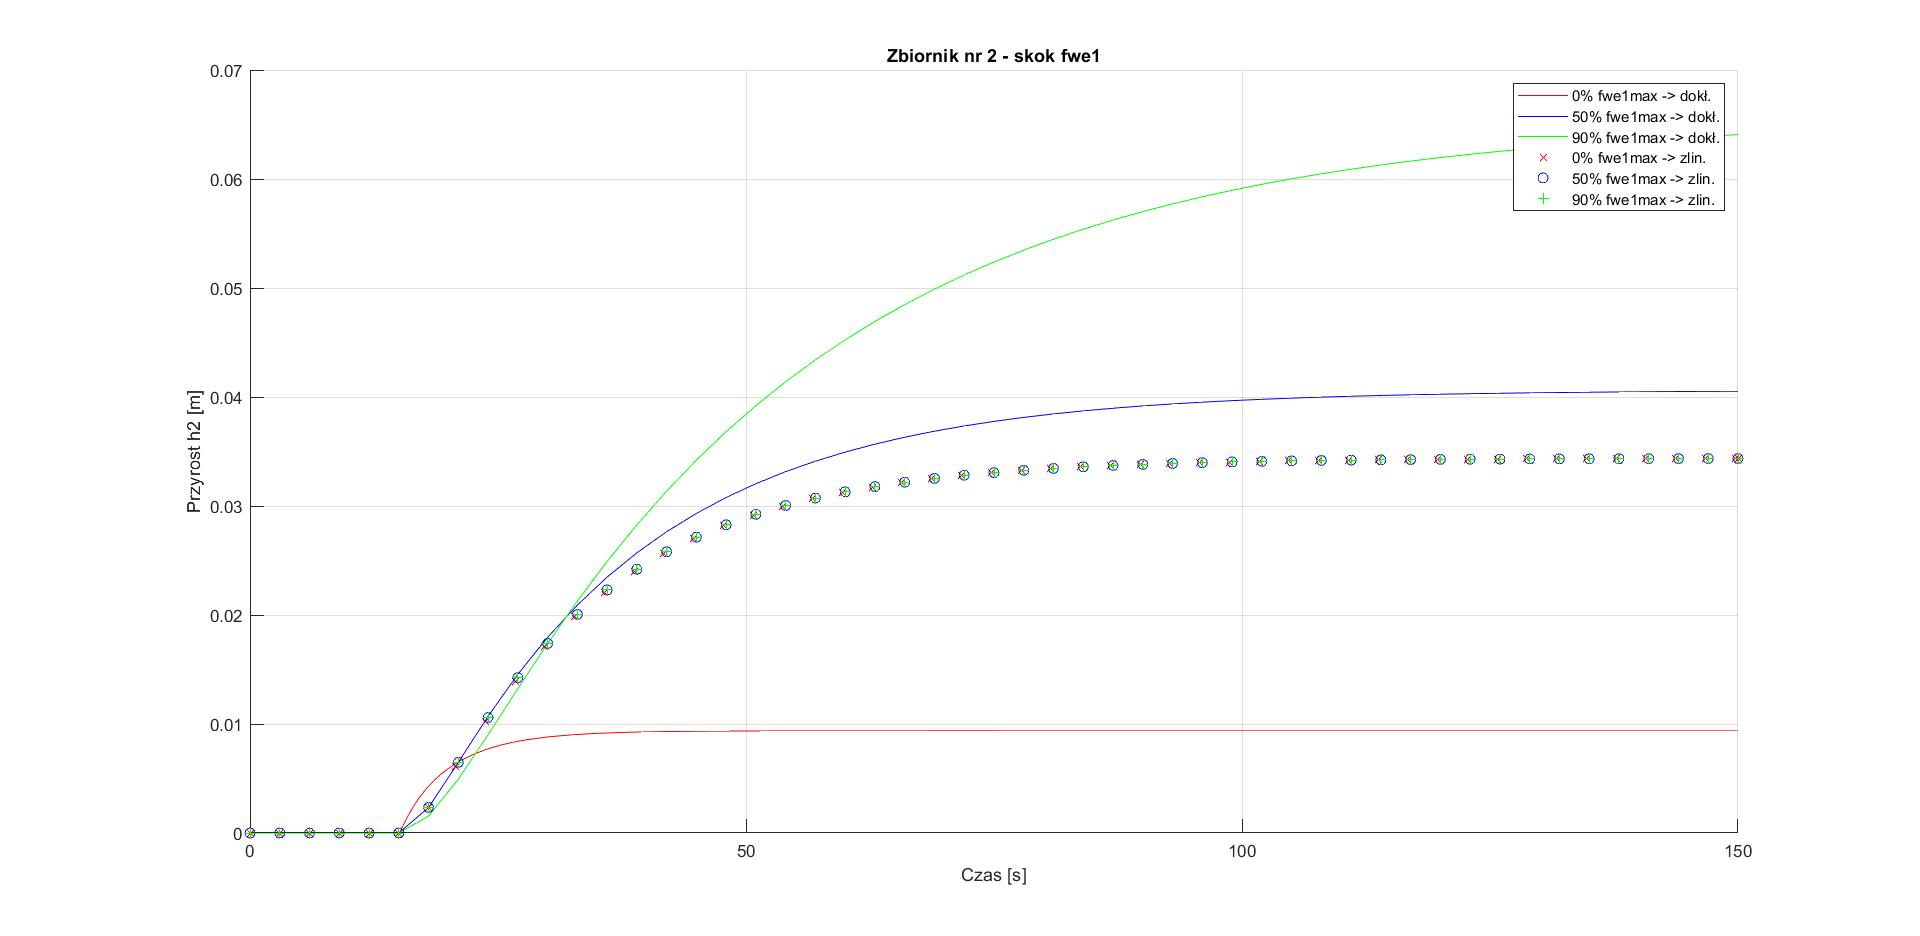 Zbiornik nr 2 - skok fwe1
0.07
0.06
0.05
0.04
0.03
0.02
0.01
0
Przyrost h2 [m]
0% fwe1max -> dokł.
50% fwe1max -> dokł.
90% fwe1max -> dokł.
0% fwe1max -> zlin.
50% fwe1max -> zlin.
90% fwe1max -> zlin.
0 50 100 150
Czas [s]